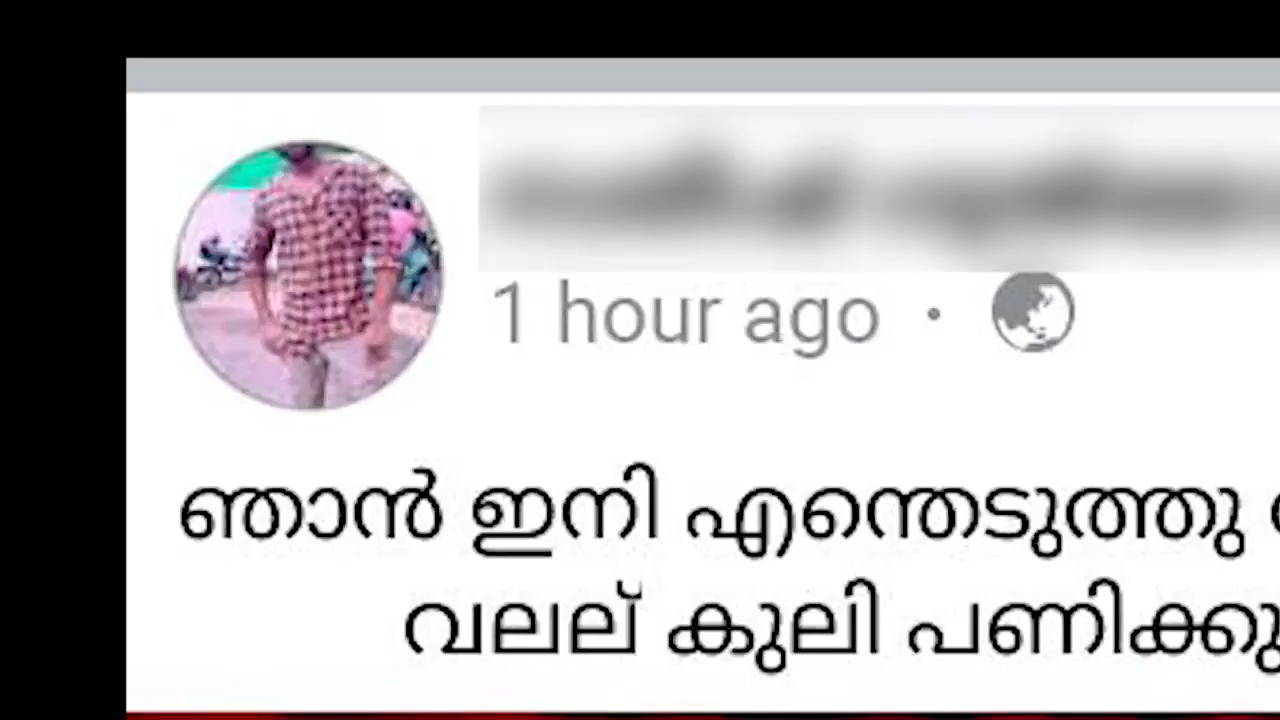 1 hour ago ·
ഞാൻ ഇനി എന്തെടുത്തു
വലല് കുലി പണിക്കു